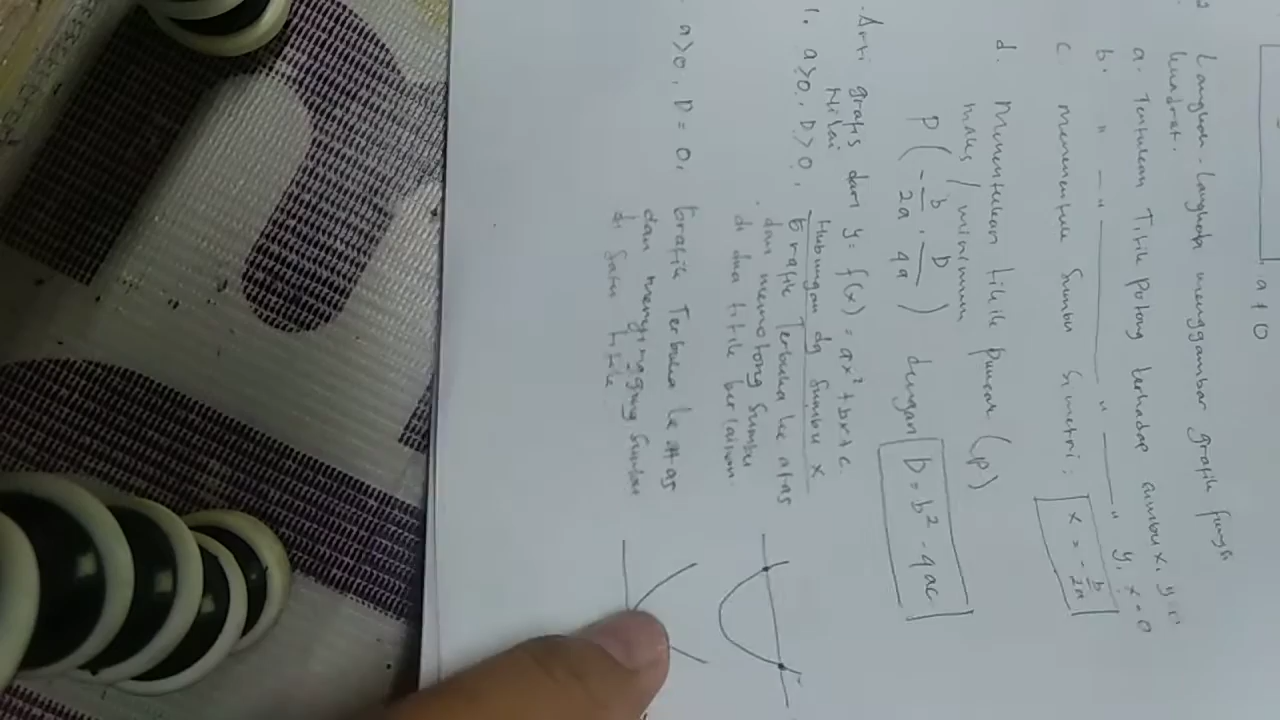 a ≠ 0
Langkah-Langkah menggambar grafik fungsi
kuadrat.
a. Tentukan Titik Potong terhadap sumbu x, y = 0
b. " — " ——— " ——— " y, x = 0
c. menentukan Sumbu Simetri: x = - b/2a
d. Menentukan titik puncak (p)
maks/minimum
P ( - b/2a , D/4a ) dengan D = b² - 4ac
Arti grafis dari y = f(x) = ax² + bx + c
Nilai Hubungan dg Sumbu x
1. a>0, D>0, Grafik Terbuka ke atas
dan memotong Sumbu
di dua titik berlainan.
a>0, D = 0, Grafik Terbuka ke atas
dan menyinggung Sumbu
di Satu titik